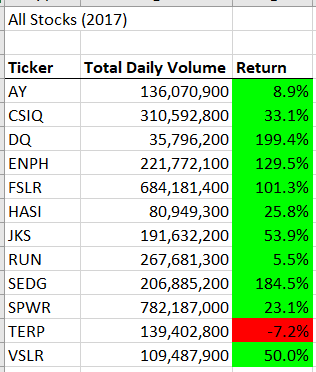 All Stocks (2017)
Ticker Total Daily Volume Return
AY 136,070,900 8.9%
CSIQ 310,592,800 33.1%
DQ 35,796,200 199.4%
ENPH 221,772,100 129.5%
FSLR 684,181,400 101.3%
HASI 80,949,300 25.8%
JKS 191,632,200 53.9%
RUN 267,681,300 5.5%
SEDG 206,885,200 184.5%
SPWR 782,187,000 23.1%
TERP 139,402,800 -7.2%
VSLR 109,487,900 50.0%